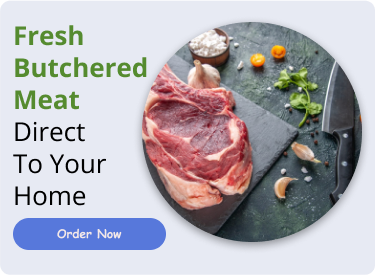 Fresh
Butchered
Meat
Direct
To Your
Home
Order Now